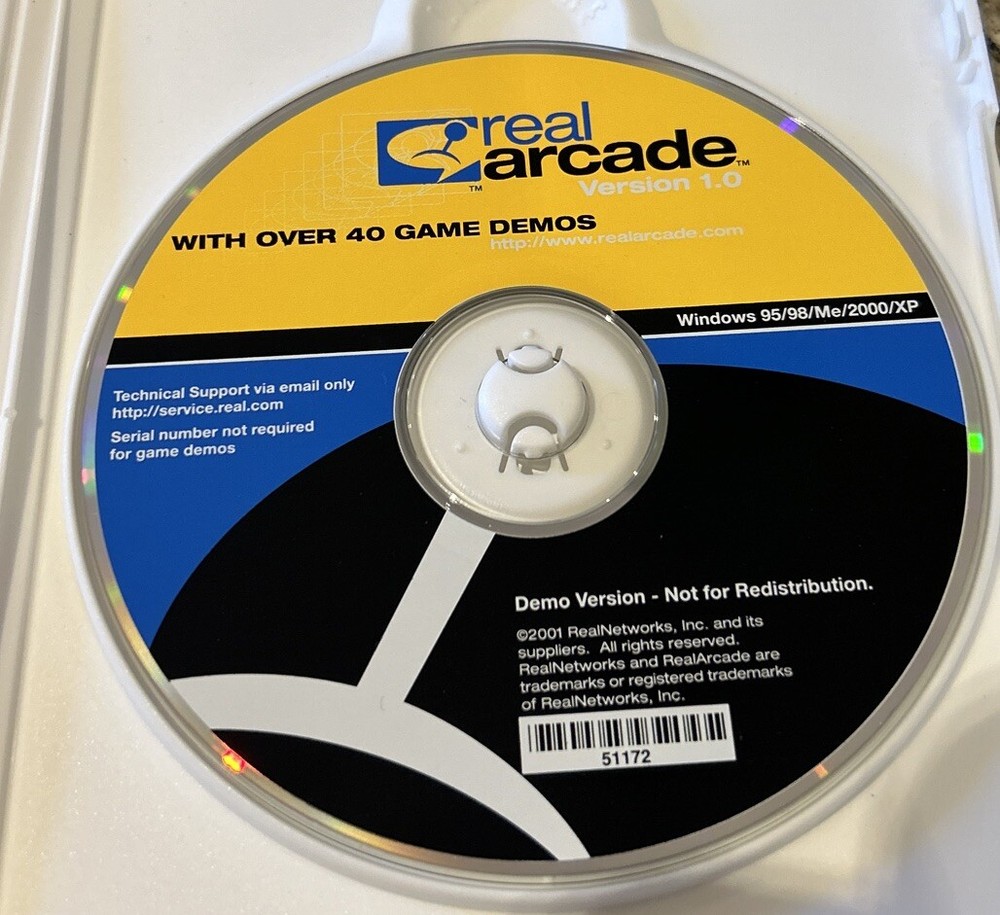 real
arcade™
™
Version 1.0
WITH OVER 40 GAME DEMOS
http://www.realarcade.com
Windows 95/98/Me/2000/XP
Technical Support via email only
http://service.real.com
Serial number not required
for game demos
Demo Version - Not for Redistribution.
©2001 RealNetworks, Inc. and its
suppliers. All rights reserved.
RealNetworks and RealArcade are
trademarks or registered trademarks
of RealNetworks, Inc.
51172